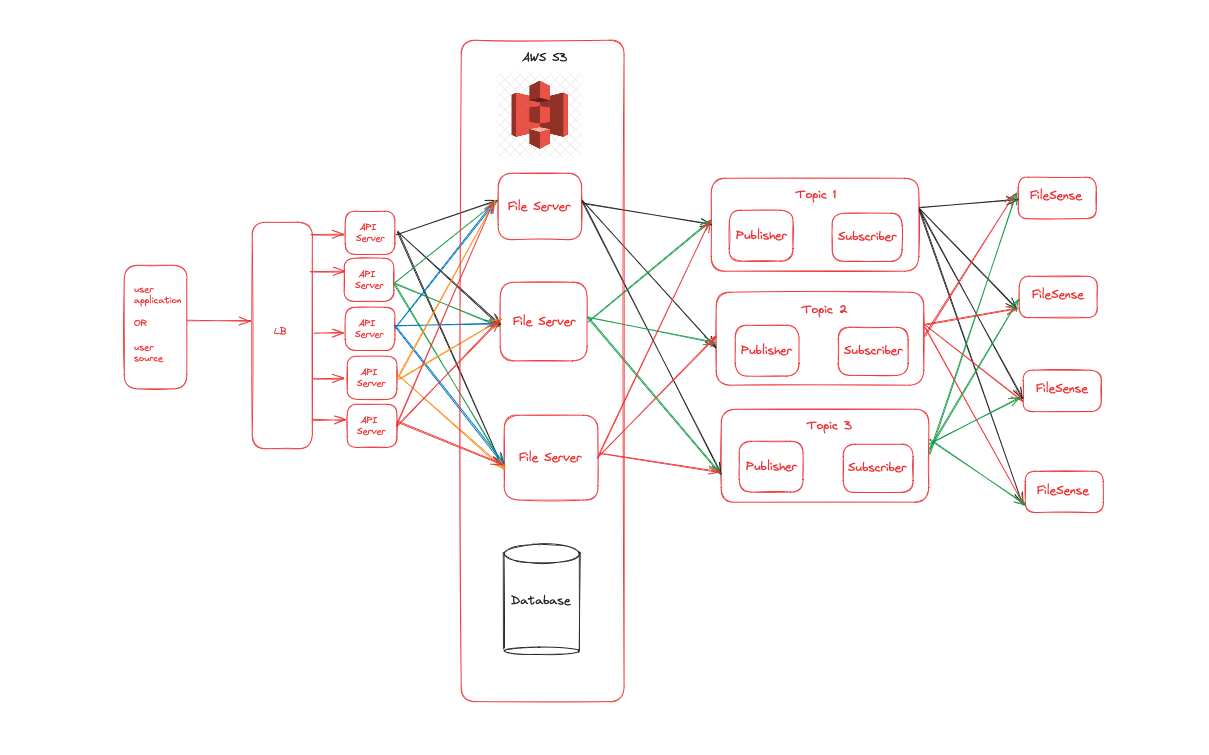 AWS S3
user
application
OR
user
source
LB
API
Server
API
Server
API
Server
API
Server
API
Server
File Server
File Server
File Server
Database
Topic 1
Publisher
Subscriber
Topic 2
Publisher
Subscriber
Topic 3
Publisher
Subscriber
FileSense
FileSense
FileSense
FileSense